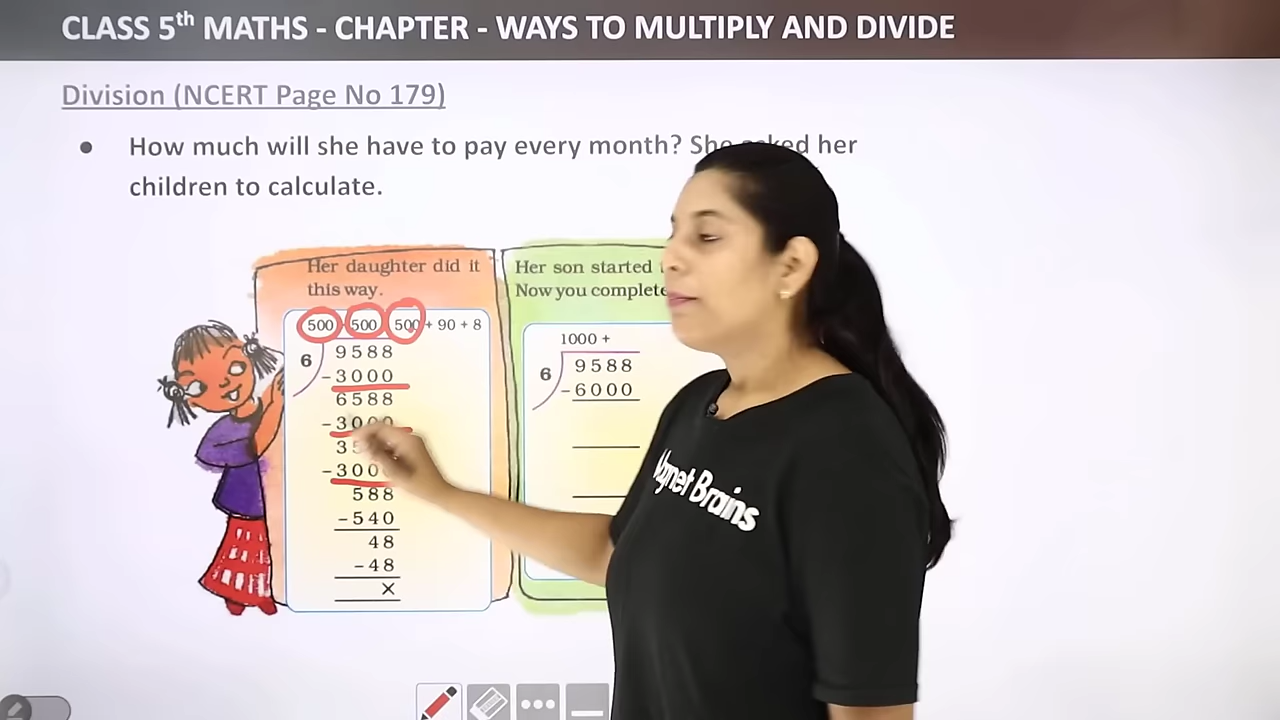 CLASS 5th MATHS - CHAPTER - WAYS TO MULTIPLY AND DIVIDE
Division (NCERT Page No 179)
● How much will she have to pay every month? She asked her
children to calculate.
Her daughter did it
this way.
500 500 500 + 90 + 8
6 9588
-3000
6588
-3000
35
-3000
588
-540
48
-48
X
Her son started
Now you complete
1000 +
6 9588
-6000
Magnet Brains